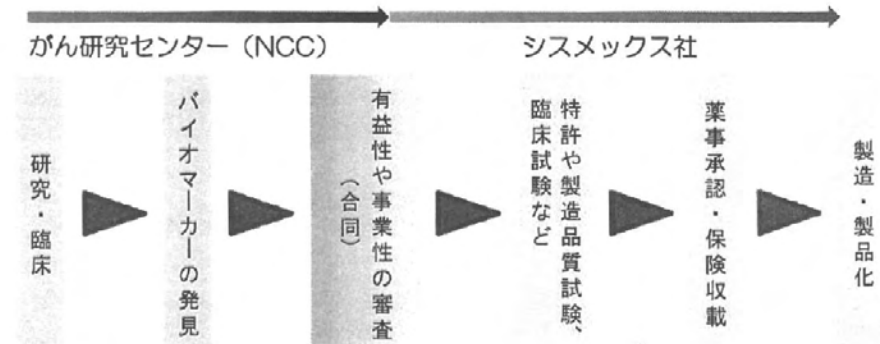 がん研究センター（NCC）
シスメックス社
研究・臨床
バイオマーカーの発見
有益性や事業性の審査
（合同）
特許や製造品質試験、
臨床試験など
薬事承認・保険収載
製造・製品化